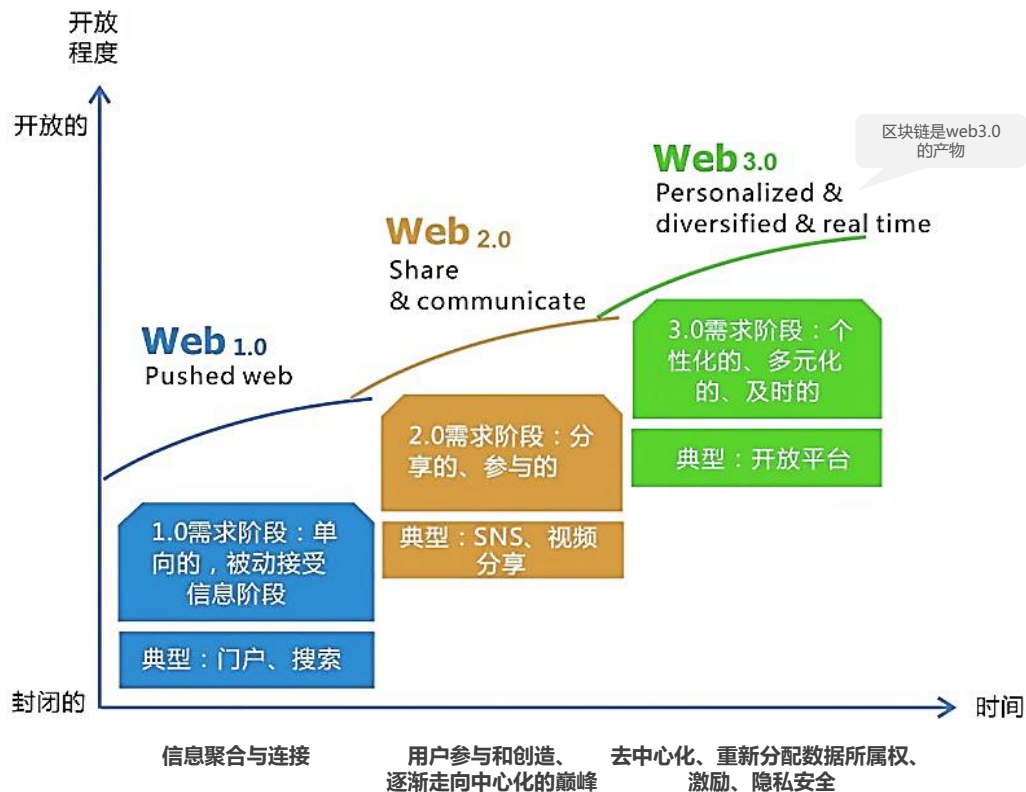 开放
程度
开放的
区块链是web3.0
的产物
Web 3.0
Personalized &
diversified & real time
Web 2.0
Share
& communicate
Web 1.0
Pushed web
3.0需求阶段：个
性化的、多元化
的、及时的
典型：开放平台
2.0需求阶段：分
享的、参与的
典型：SNS、视频
分享
1.0需求阶段：单
向的，被动接受
信息阶段
典型：门户、搜索
封闭的
时间
信息聚合与连接
用户参与和创造、
逐渐走向中心化的巅峰
去中心化、重新分配数据所属权、
激励、隐私安全